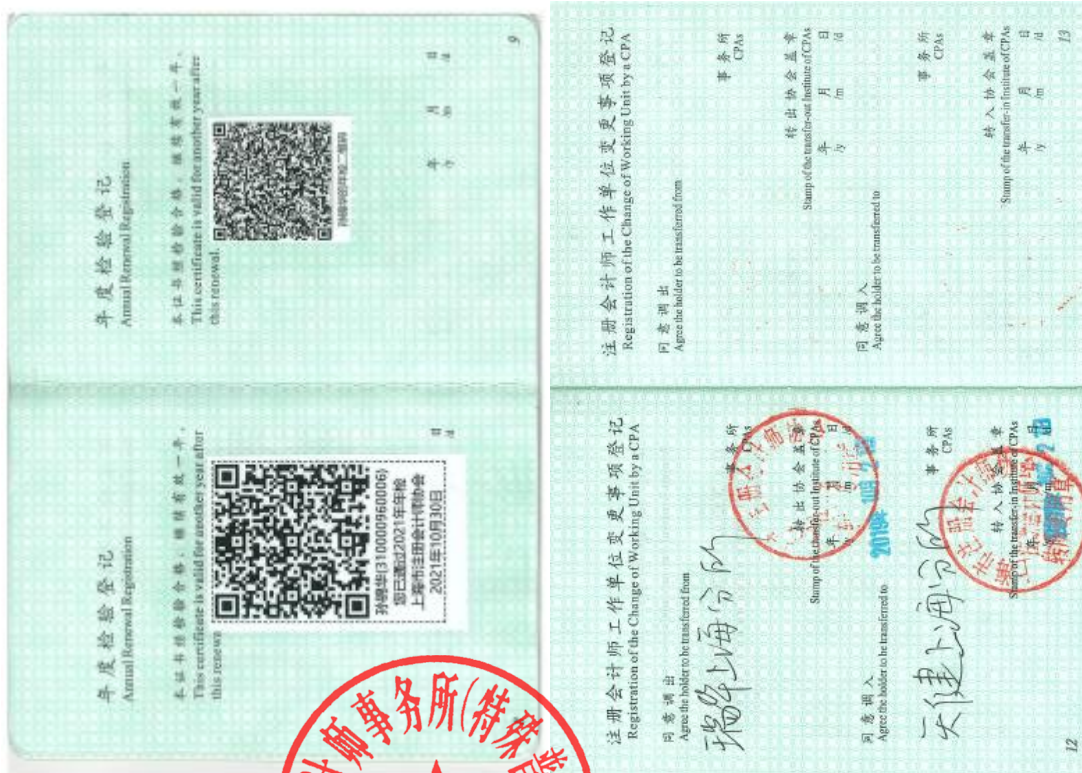 年度检验登记
Annual Renewal Registration
本证书经检验合格，继续有效一年。
This certificate is valid for another year after
this renewal.
年 月 日
/y /m /d
9
年度检验登记
Annual Renewal Registration
本证书经检验合格，继续有效一年。
This certificate is valid for another year after
this renewa
(310000960006)
您已通过2021年年检
上海市注册会计师协会
2021年10月30日
日
/d
计师事务所(特殊普
注册会计师工作单位变更事项登记
Registration of the Change of Working Unit by a CPA
同意调出
Agree the holder to be transferred from
事务所
CPAs
转出协会盖章
Stamp of the transfer-out Institute of CPAs
年 月 日
/y /m /d
同意调入
Agree the holder to be transferred to
事务所
CPAs
转入协会盖章
Stamp of the transfer-in Institute of CPAs
年 月 日
/y /m /d
13
注册会计师工作单位变更事项登记
Registration of the Change of Working Unit by a CPA
同意调出
Agree the holder to be transferred from
瑞华上海分所
事务所
CPAs
转出协会盖章
Stamp of the transfer-out Institute of CPAs
年 月 日
/m /d
同意调入
Agree the holder to be transferred to
天健上海分所
事务所
CPAs
转入协会盖章
Stamp of the transfer-in Institute of CPAs
12